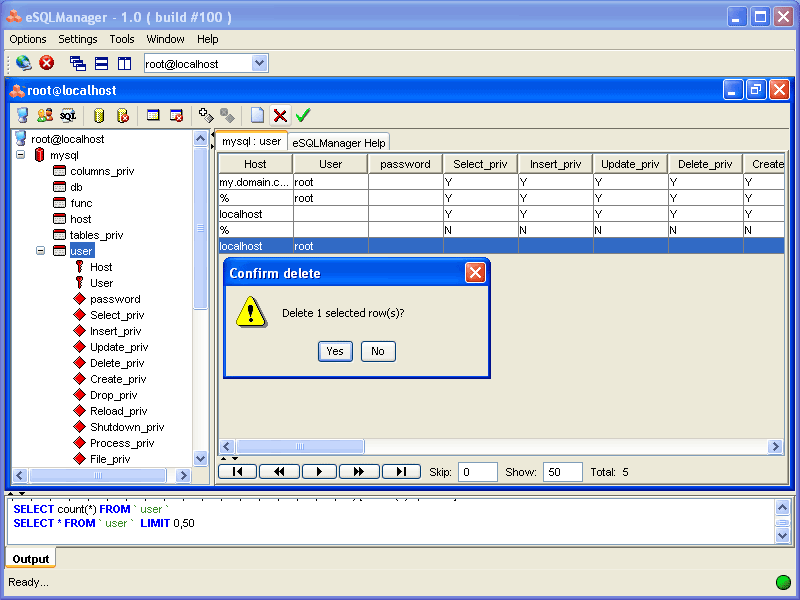 eSQLManager - 1.0 ( build #100 )
Options Settings Tools Window Help
root@localhost
root@localhost
SQL
root@localhost
mysql
columns_priv
db
func
host
tables_priv
user
Host
User
password
Select_priv
Insert_priv
Update_priv
Delete_priv
Create_priv
Drop_priv
Reload_priv
Shutdown_priv
Process_priv
File_priv
mysql : user eSQLManager Help
Host User password Select_priv Insert_priv Update_priv Delete_priv Create
my.domain.c... root Y Y Y Y Y
% root Y Y Y Y Y
localhost Y Y Y Y Y
% N N N N N
localhost root
Confirm delete
Delete 1 selected row(s)?
Yes No
Skip: 0 Show: 50 Total: 5
SELECT count(*) FROM ` user `
SELECT * FROM ` user ` LIMIT 0,50
Output
Ready...